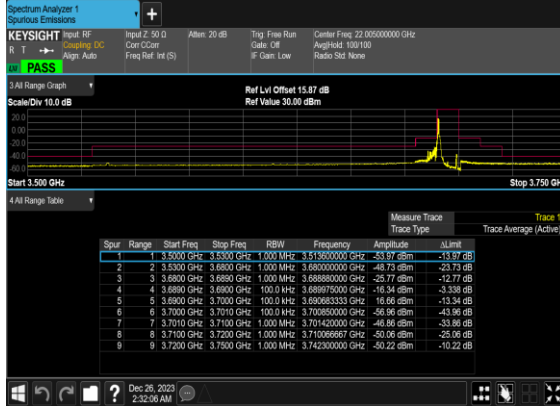 Spectrum Analyzer 1
Spurious Emissions
KEYSIGHT
R T
PASS
Input: RF
Coupling: DC
Align: Auto
Input Z: 50 Ω
Corr CCorr
Freq Ref: Int (S)
Atten: 20 dB
Trig: Free Run
Gate: Off
IF Gain: Low
Center Freq: 22.005000000 GHz
Avg|Hold: 100/100
Radio Std: None
3 All Range Graph
Scale/Div 10.0 dB
Ref Lvl Offset 15.87 dB
Ref Value 30.00 dBm
20.0
0.00
-20.0
-40.0
-60.0
Start 3.500 GHz
Stop 3.750 GH
4 All Range Table
Measure Trace Trace 1
Trace Type Trace Average (Active)
Spur Range Start Freq Stop Freq RBW Frequency Amplitude ΔLimit
1 1 3.5000 GHz 3.5300 GHz 1.000 MHz 3.513600000 GHz -53.97 dBm -13.97 dB
2 2 3.5300 GHz 3.6800 GHz 1.000 MHz 3.680000000 GHz -48.73 dBm -23.73 dB
3 3 3.6800 GHz 3.6890 GHz 1.000 MHz 3.688880000 GHz -25.77 dBm -12.77 dB
4 4 3.6890 GHz 3.6900 GHz 100.0 kHz 3.689975000 GHz -16.34 dBm -3.338 dB
5 5 3.6900 GHz 3.7000 GHz 100.0 kHz 3.690683333 GHz 16.66 dBm -13.34 dB
6 6 3.7000 GHz 3.7010 GHz 100.0 kHz 3.700850000 GHz -56.96 dBm -43.96 dB
7 7 3.7010 GHz 3.7100 GHz 1.000 MHz 3.701420000 GHz -46.86 dBm -33.86 dB
8 8 3.7100 GHz 3.7200 GHz 1.000 MHz 3.710066667 GHz -50.06 dBm -25.06 dB
9 9 3.7200 GHz 3.7500 GHz 1.000 MHz 3.742300000 GHz -50.22 dBm -10.22 dB
Dec 26, 2023
2:32:06 AM